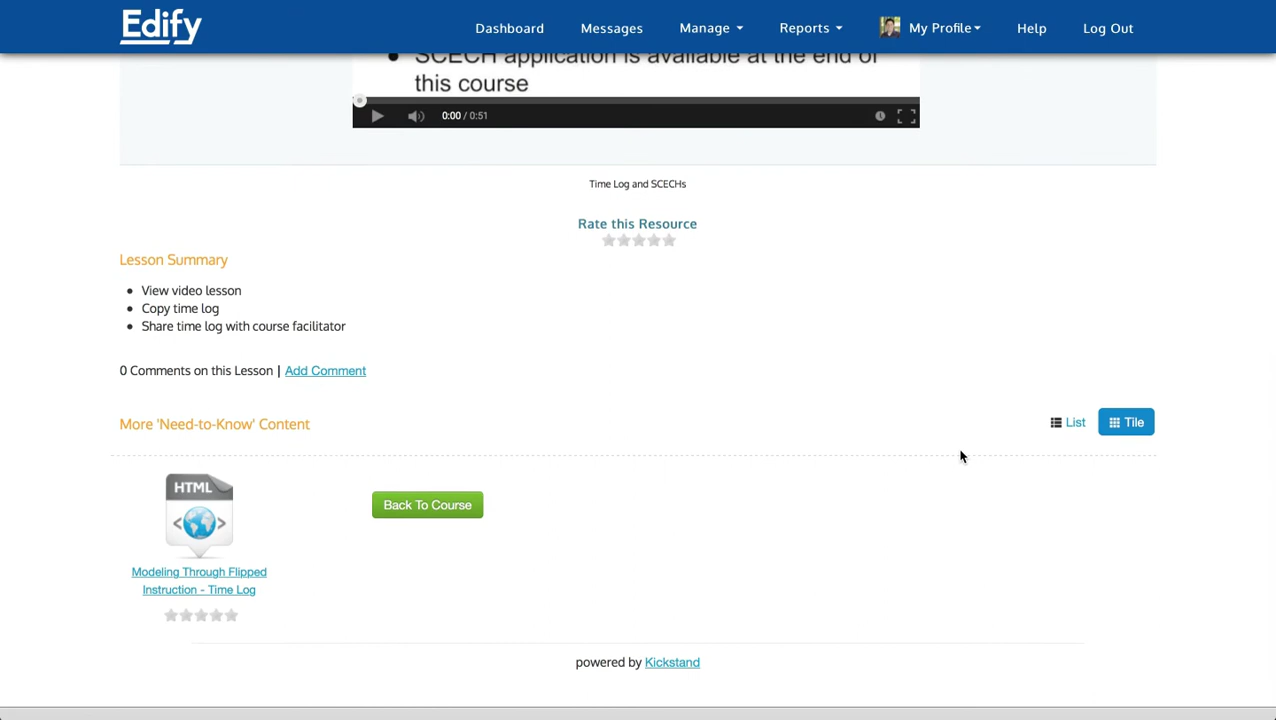 Edify
Dashboard Messages Manage Reports My Profile Help Log Out
SCECH application is available at the end of
this course
0:00 / 0:51
Time Log and SCECHs
Rate this Resource
Lesson Summary
View video lesson
Copy time log
Share time log with course facilitator
0 Comments on this Lesson | Add Comment
More 'Need-to-Know' Content
List Tile
HTML
Back To Course
Modeling Through Flipped
Instruction - Time Log
powered by Kickstand